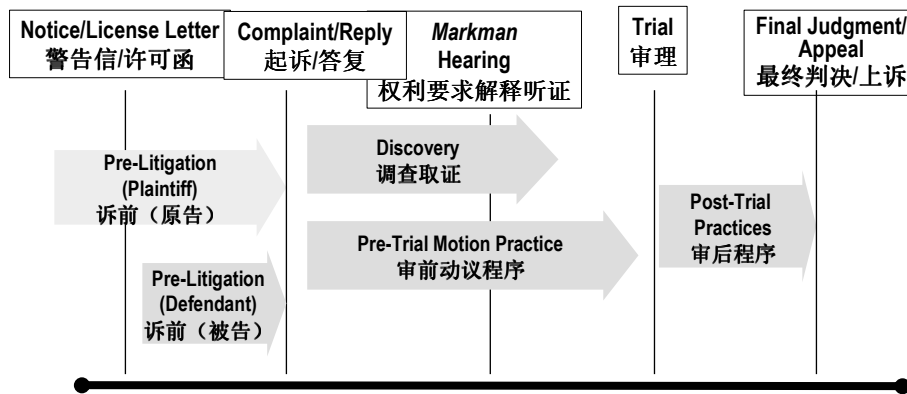 Notice/License Letter
警告信/许可函
Complaint/Reply
起诉/答复
Markman
Hearing
权利要求解释听证
Trial
审理
Final Judgment/
Appeal
最终判决/上诉
Pre-Litigation
(Plaintiff)
诉前（原告）
Discovery
调查取证
Pre-Trial Motion Practice
审前动议程序
Post-Trial
Practices
审后程序
Pre-Litigation
(Defendant)
诉前（被告）